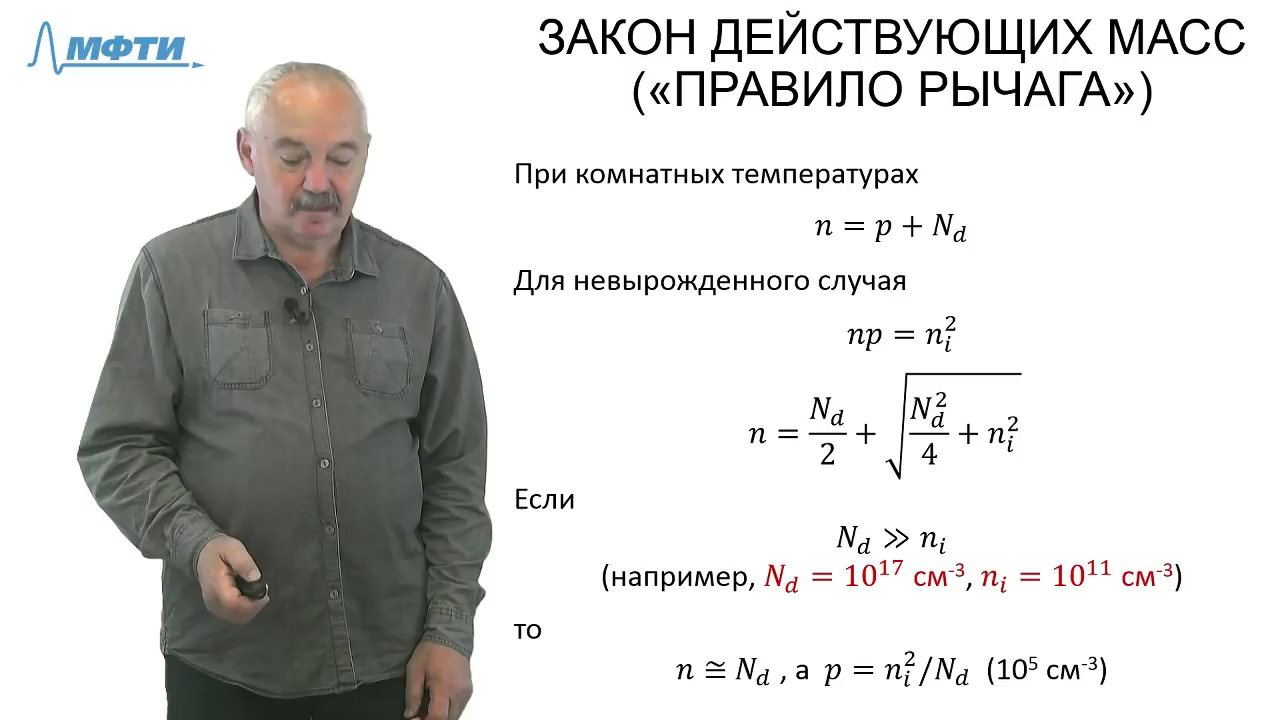 МФТИ
ЗАКОН ДЕЙСТВУЮЩИХ МАСС
(«ПРАВИЛО РЫЧАГА»)
При комнатных температурах
n = p + N_d
Для невырожденного случая
np = n_i^2
n = N_d/2 + √(N_d^2/4 + n_i^2)
Если
N_d ≫ n_i
(например, N_d = 10^17 см^-3, n_i = 10^11 см^-3)
то
n ≅ N_d , а p = n_i^2/N_d (10^5 см^-3)